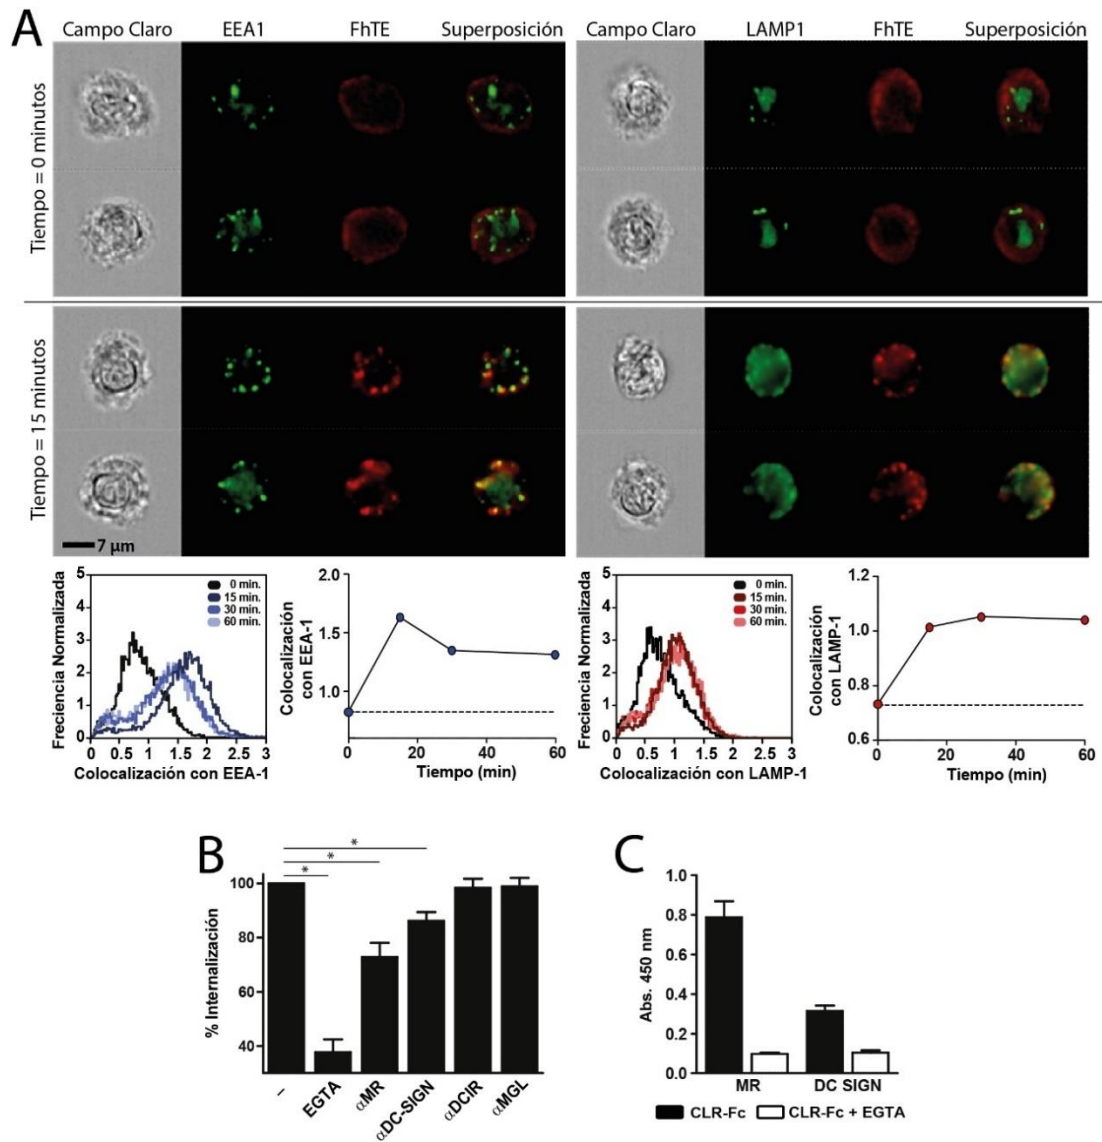 A
Campo Claro EEA1 FhTE Superposición
Campo Claro LAMP1 FhTE Superposición
Tiempo = 0 minutos
Tiempo = 15 minutos
7 µm
Freciencia Normalizada
5
4
3
2
1
0
0 min.
15 min.
30 min.
60 min.
0 0.5 1 1.5 2 2.5 3
Colocalización con EEA-1
Colocalización
con EEA-1
2.0
1.5
1.0
0 20 40 60
Tiempo (min)
Freciencia Normalizada
5
4
3
2
1
0
0 min.
15 min.
30 min.
60 min.
0 0.5 1 1.5 2 2.5 3
Colocalización con LAMP-1
Colocalización
con LAMP-1
1.2
1.0
0.8
0.6
0 20 40 60
Tiempo (min)
B
* 
*
*
% Internalización
100
80
60
40
– EGTA αMR αDC-SIGN αDCIR αMGL
C
Abs. 450 nm
1.0
0.8
0.6
0.4
0.2
0.0
MR DC SIGN
CLR-Fc CLR-Fc + EGTA